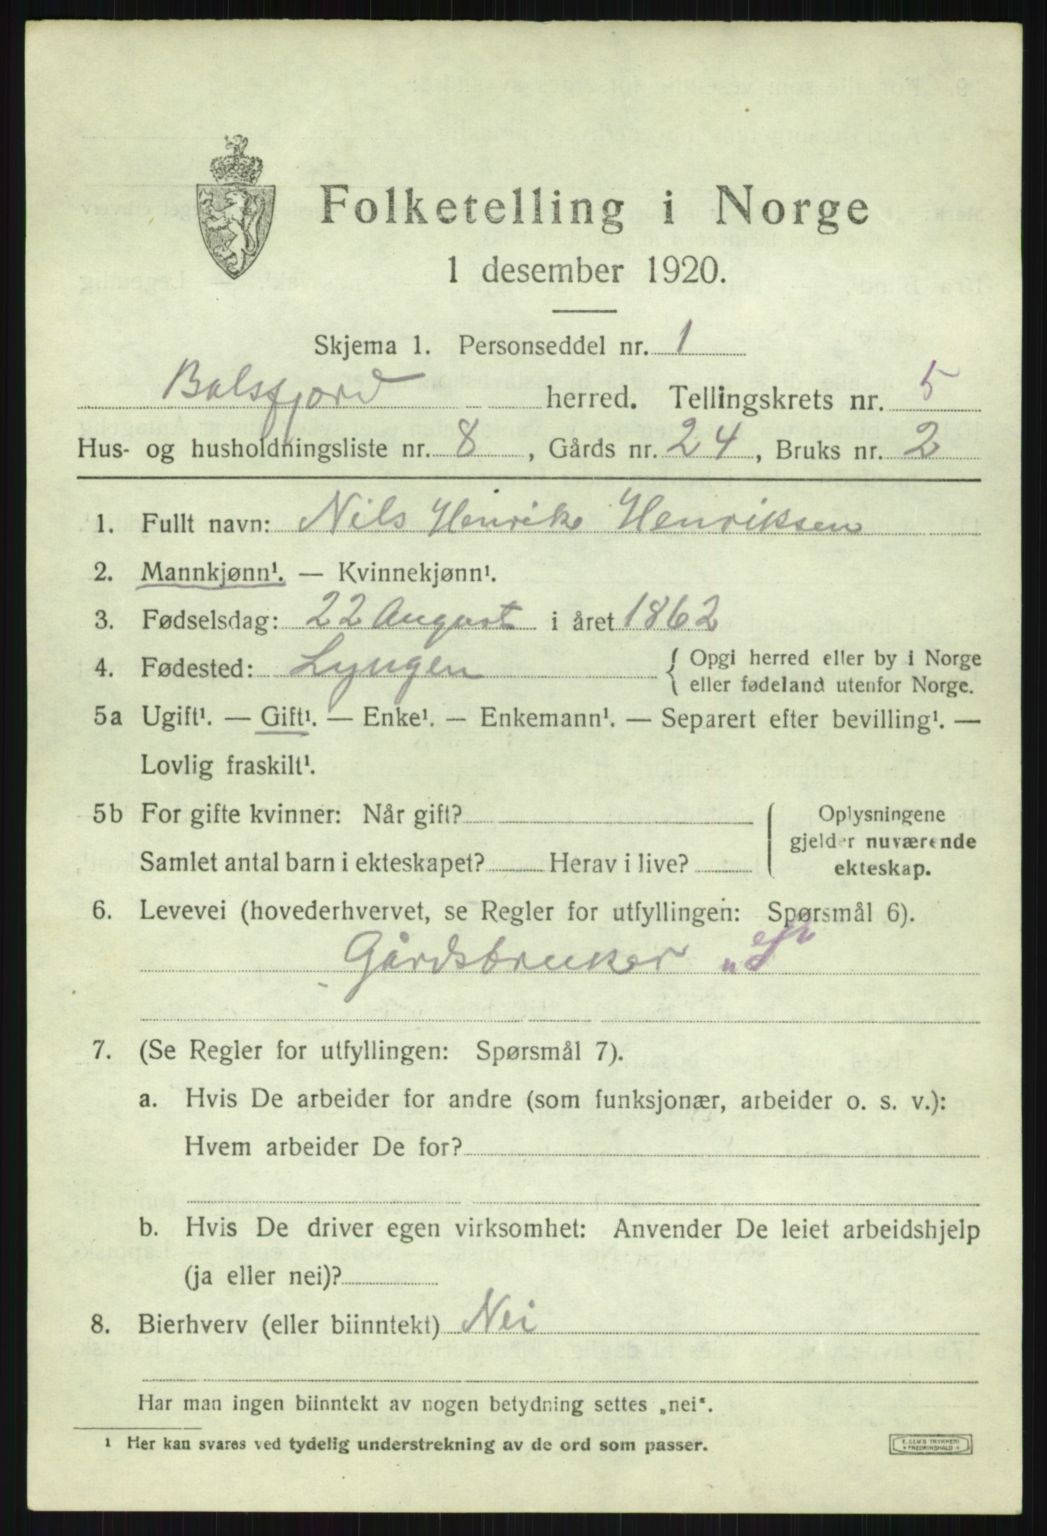 Folketelling i Norge
1 desember 1920.
Skjema 1. Personseddel nr. 1
Balsfjord herred. Tellingskrets nr. 5
Hus- og husholdningsliste nr. 8, Gårds nr. 24, Bruks nr. 2
1. Fullt navn: Nils Henrik Henriksen
2. Mannkjønn¹. — Kvinnekjønn¹.
3. Fødselsdag: 22 August i året 1862
4. Fødested: Lyngen { Opgi herred eller by i Norge
eller fødeland utenfor Norge.
5a Ugift¹. — Gift¹. — Enke¹. — Enkemann¹. — Separert efter bevilling¹. —
Lovlig fraskilt¹.
5b For gifte kvinner: Når gift?
Samlet antal barn i ekteskapet? Herav i live?
Oplysningene
gjelder nuværende
ekteskap.
6. Levevei (hovederhvervet, se Regler for utfyllingen: Spørsmål 6).
Gårdsbruker „S"
7. (Se Regler for utfyllingen: Spørsmål 7).
a. Hvis De arbeider for andre (som funksjonær, arbeider o. s. v.):
Hvem arbeider De for?
b. Hvis De driver egen virksomhet: Anvender De leiet arbeidshjelp
(ja eller nei)?
8. Bierhverv (eller biinntekt) Nei
Har man ingen biinntekt av nogen betydning settes „nei“.
¹ Her kan svares ved tydelig understrekning av de ord som passer.
E. SEM'S TRYKKERI
FREDRIKSHALD